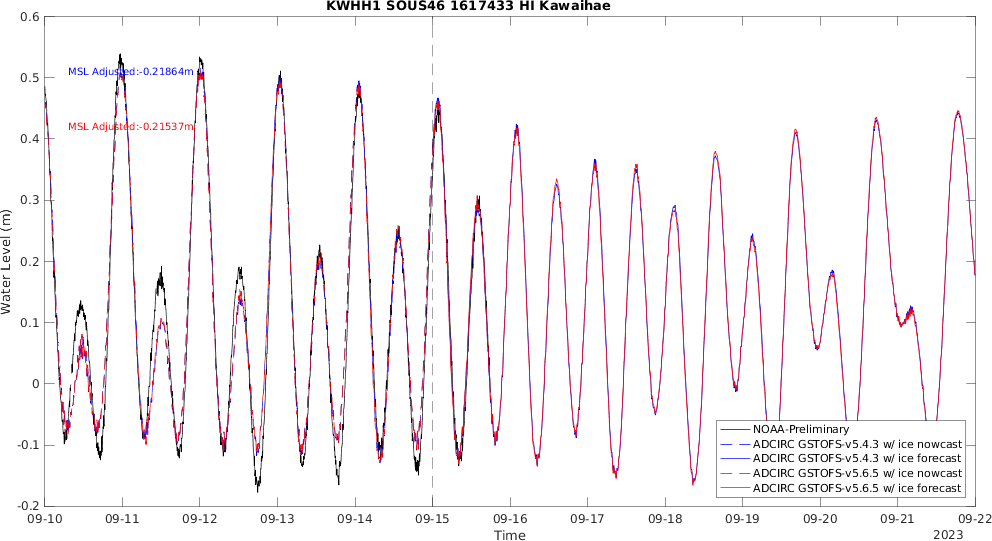 KWHH1 SOUS46 1617433 HI Kawaihae
0.6
0.5
0.4
0.3
0.2
0.1
0
-0.1
-0.2
Water Level (m)
MSL Adjusted:-0.21864m
MSL Adjusted:-0.21537m
NOAA-Preliminary
ADCIRC GSTOFS-v5.4.3 w/ ice nowcast
ADCIRC GSTOFS-v5.4.3 w/ ice forecast
ADCIRC GSTOFS-v5.6.5 w/ ice nowcast
ADCIRC GSTOFS-v5.6.5 w/ ice forecast
09-10 09-11 09-12 09-13 09-14 09-15 09-16 09-17 09-18 09-19 09-20 09-21 09-22
Time
2023